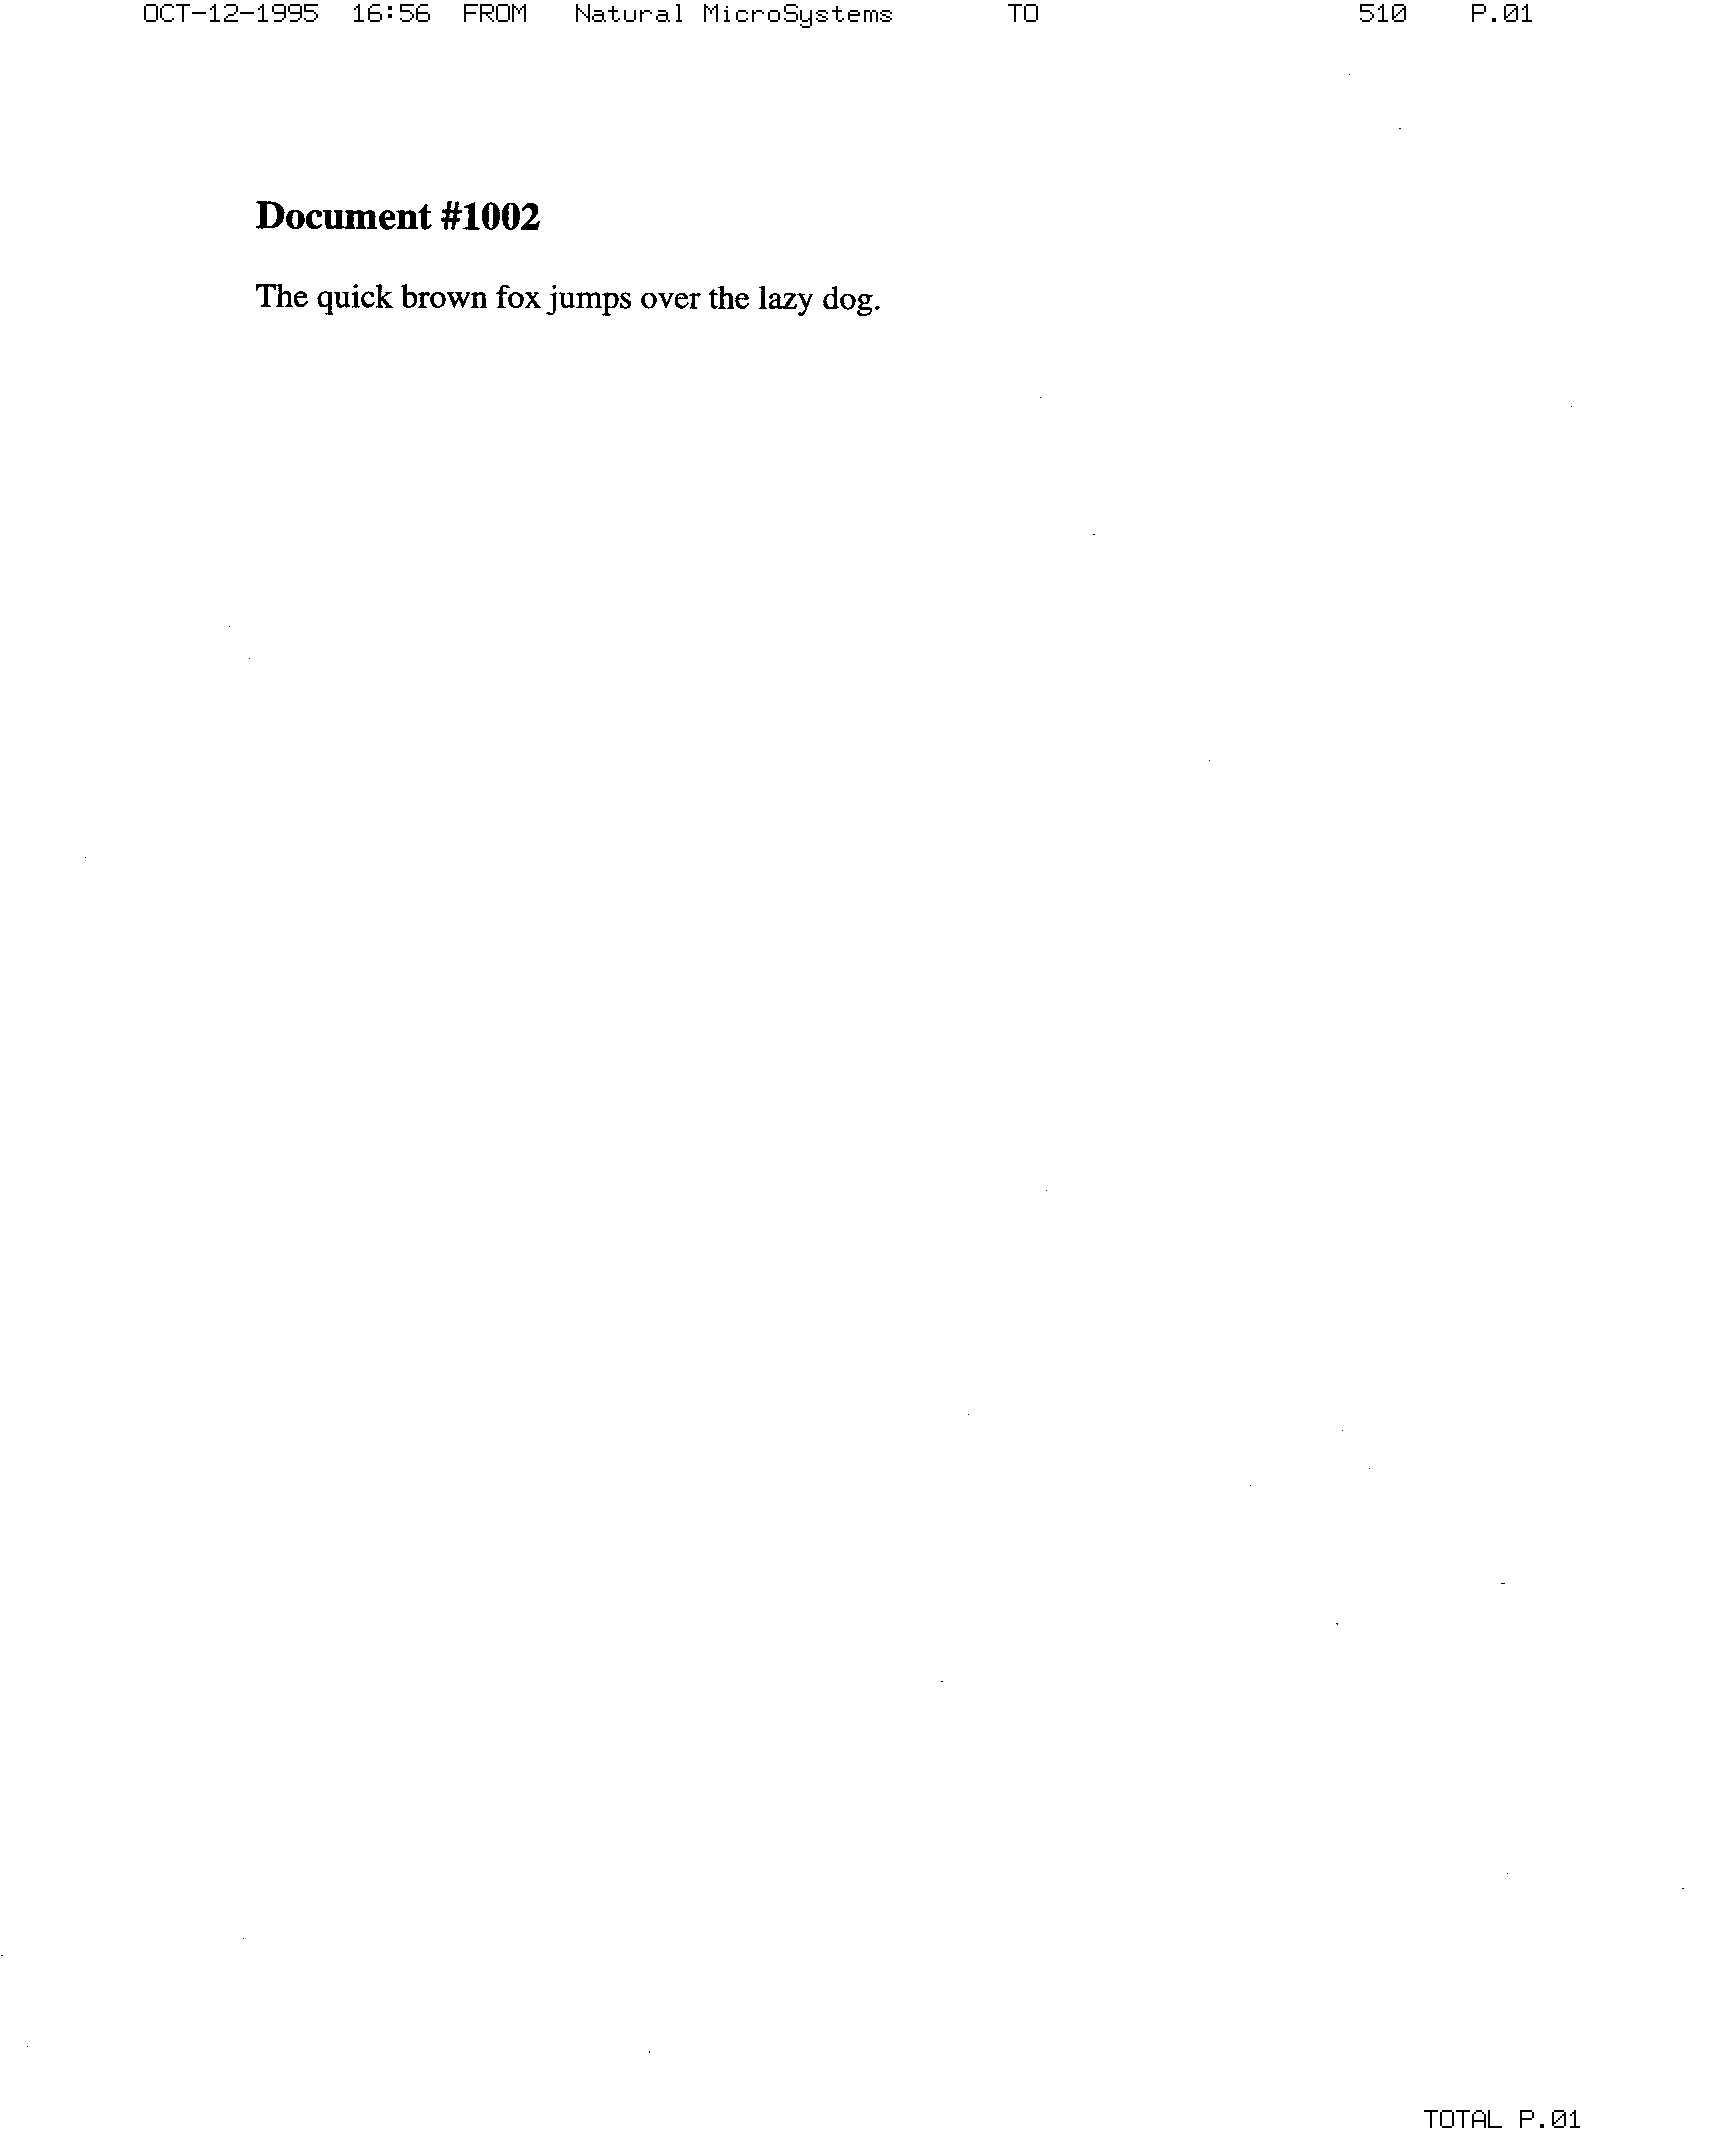 OCT-12-1995 16:56 FROM Natural MicroSystems TO 510 P.01
Document #1002
The quick brown fox jumps over the lazy dog.
TOTAL P.01